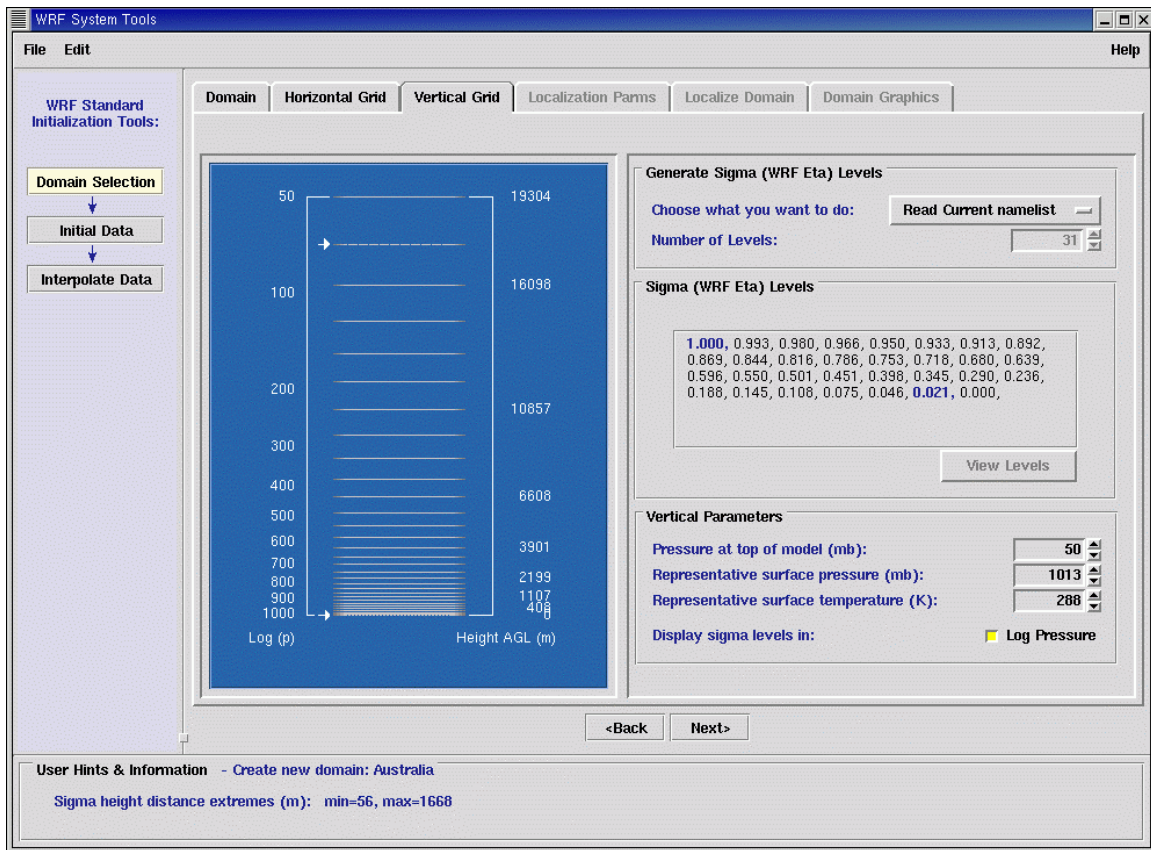 WRF System Tools
File Edit Help
WRF Standard
Initialization Tools:
Domain Selection
Initial Data
Interpolate Data
Domain Horizontal Grid Vertical Grid Localization Parms Localize Domain Domain Graphics
50 19304
100 16098
200 10857
300
400 6608
500
600 3901
700
800 2199
900 1107
1000 408 0
Log (p) Height AGL (m)
Generate Sigma (WRF Eta) Levels
Choose what you want to do: Read Current namelist
Number of Levels: 31
Sigma (WRF Eta) Levels
1.000, 0.993, 0.980, 0.966, 0.950, 0.933, 0.913, 0.892,
0.869, 0.844, 0.816, 0.786, 0.753, 0.718, 0.680, 0.639,
0.596, 0.550, 0.501, 0.451, 0.398, 0.345, 0.290, 0.236,
0.188, 0.145, 0.108, 0.075, 0.046, 0.021, 0.000,
View Levels
Vertical Parameters
Pressure at top of model (mb): 50
Representative surface pressure (mb): 1013
Representative surface temperature (K): 288
Display sigma levels in: Log Pressure
<Back Next>
User Hints & Information - Create new domain: Australia
Sigma height distance extremes (m): min=56, max=1668